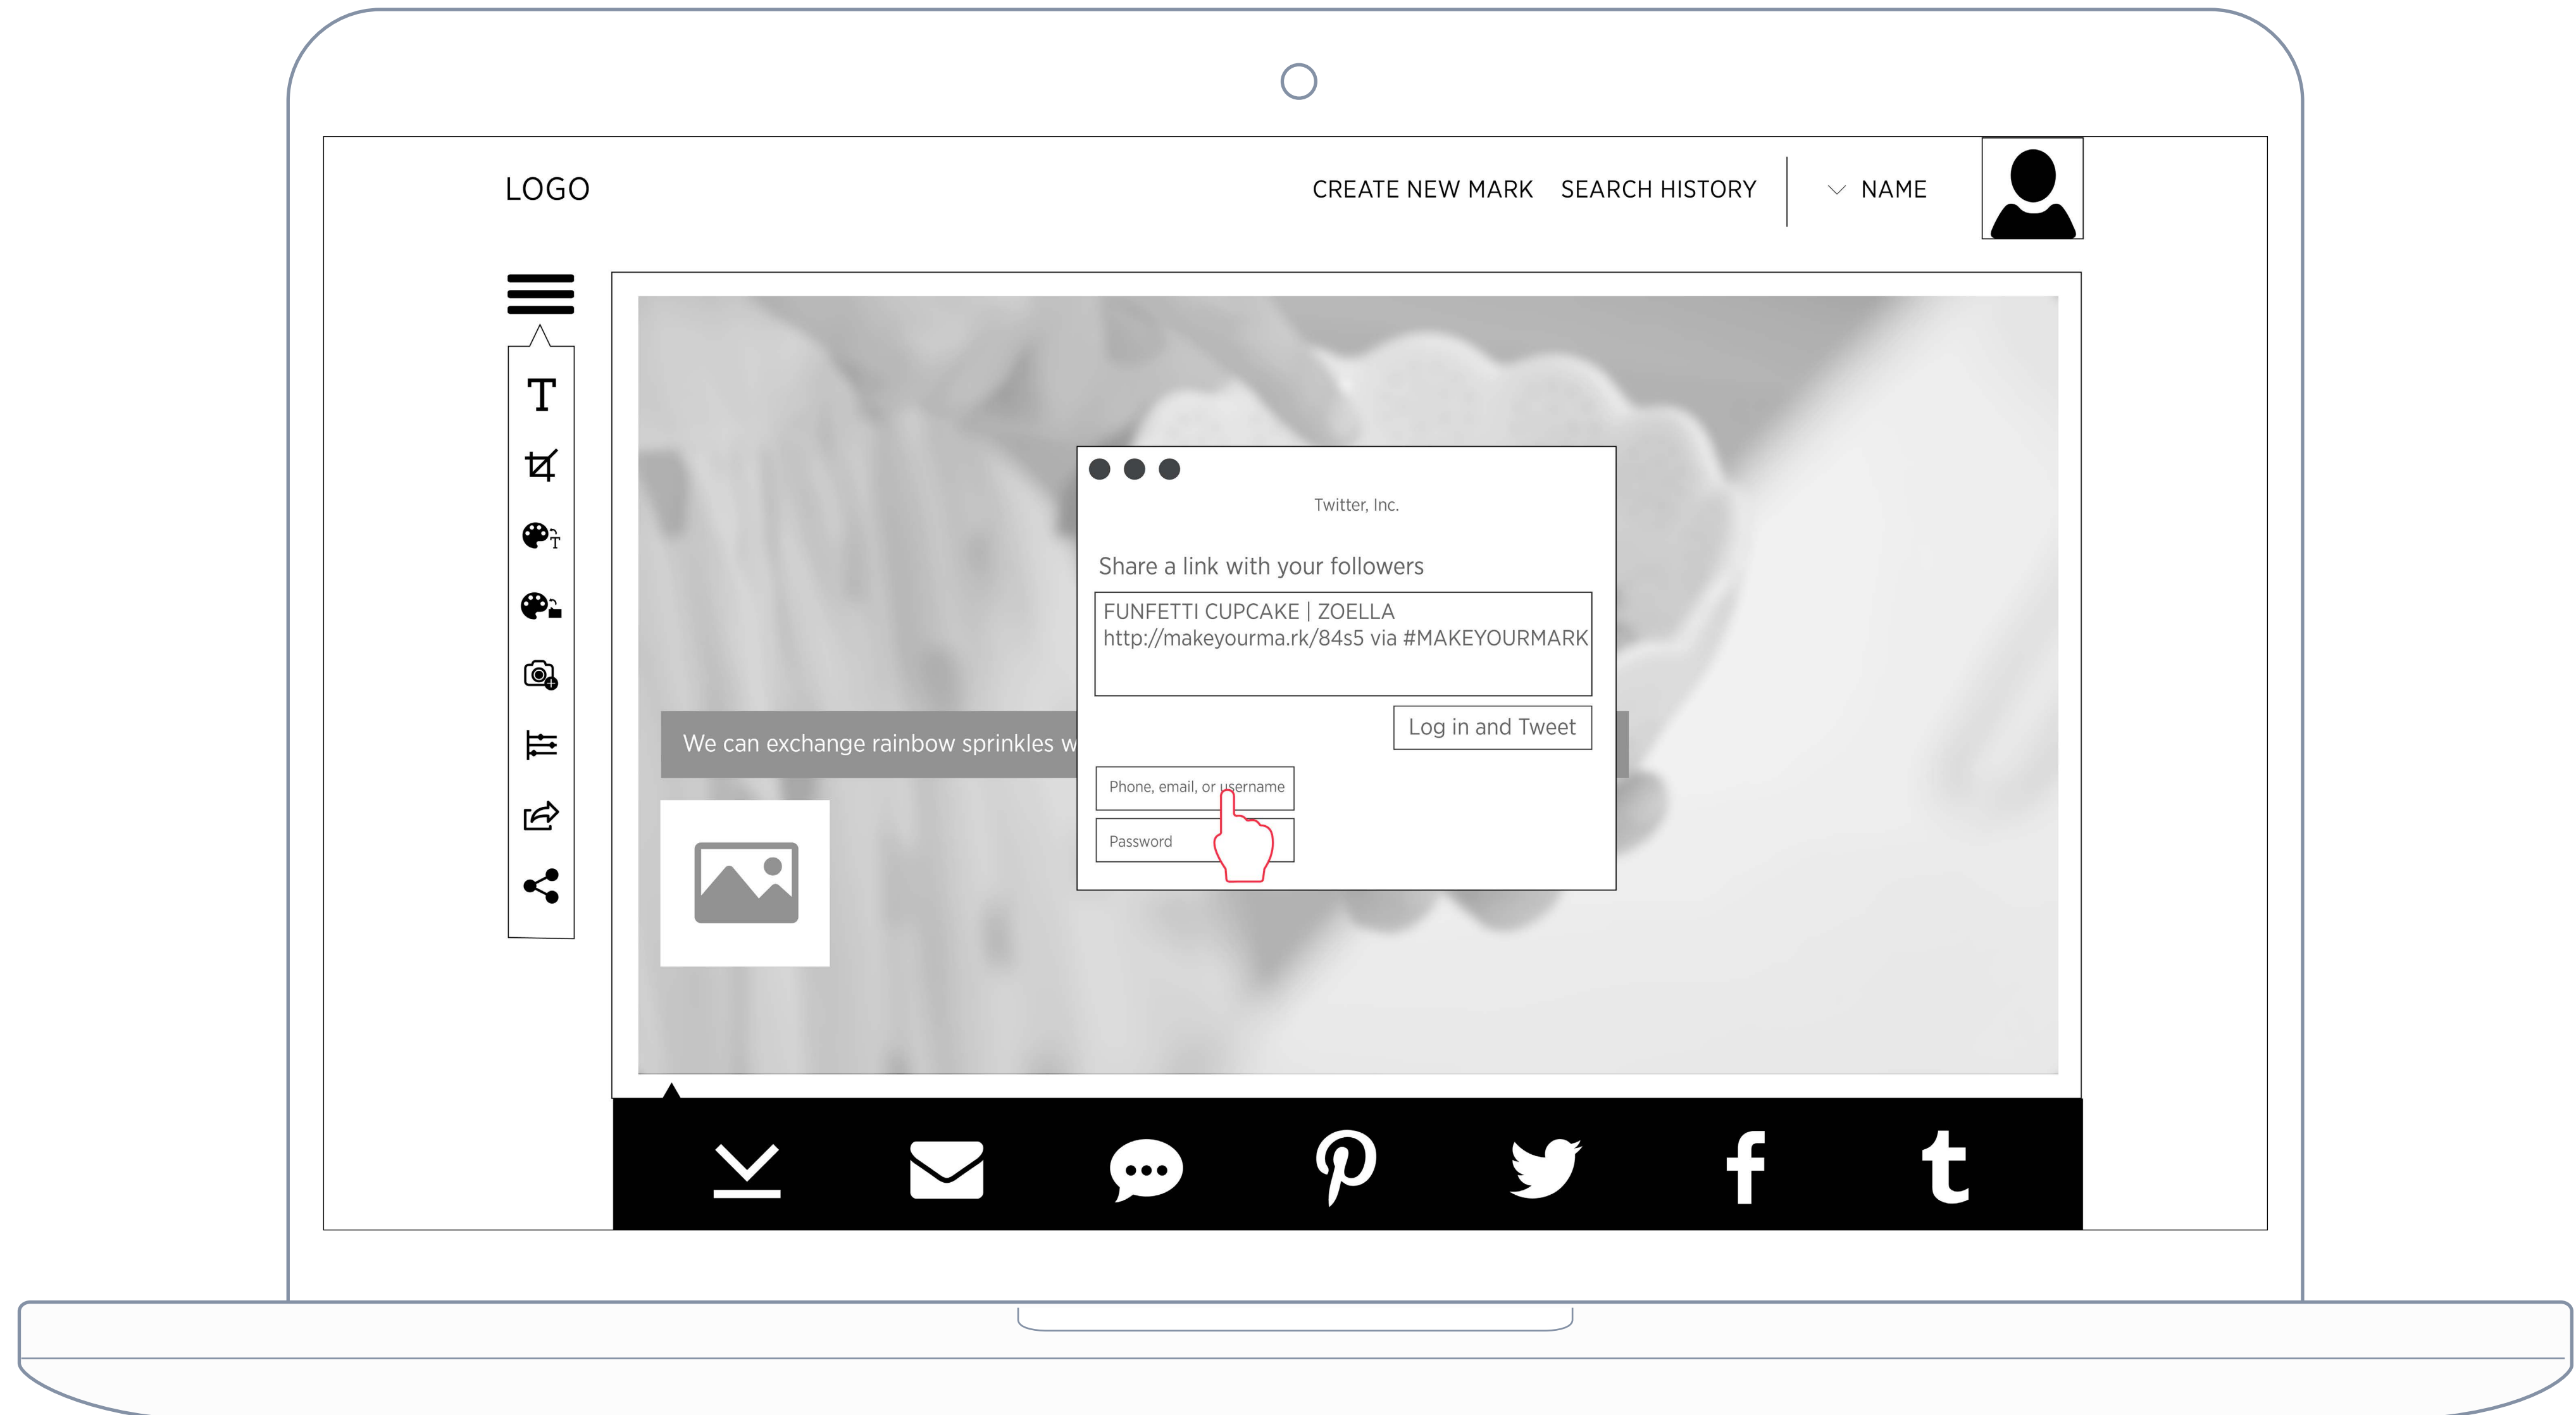 LOGO
CREATE NEW MARK
SEARCH HISTORY
NAME
T
T
Twitter, Inc.
Share a link with your followers
FUNFETTI CUPCAKE | ZOELLA
http://makeyourma.rk/84s5 via #MAKEYOURMARK
Log in and Tweet
We can exchange rainbow sprinkles
Phone, email, or username
Password